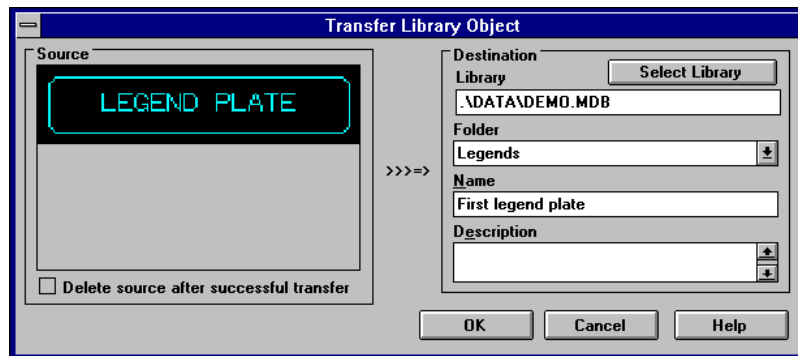 Transfer Library Object
Source
LEGEND PLATE
Delete source after successful transfer
>>>=>
Destination
Library
Select Library
.\DATA\DEMO.MDB
Folder
Legends
Name
First legend plate
Description
OK
Cancel
Help